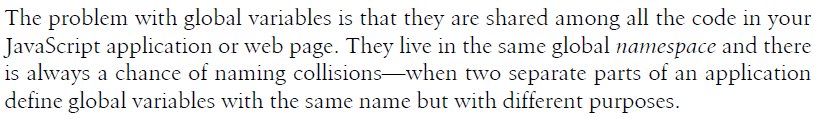 The problem with global variables is that they are shared among all the code in your
JavaScript application or web page. They live in the same global namespace and there
is always a chance of naming collisions—when two separate parts of an application
define global variables with the same name but with different purposes.